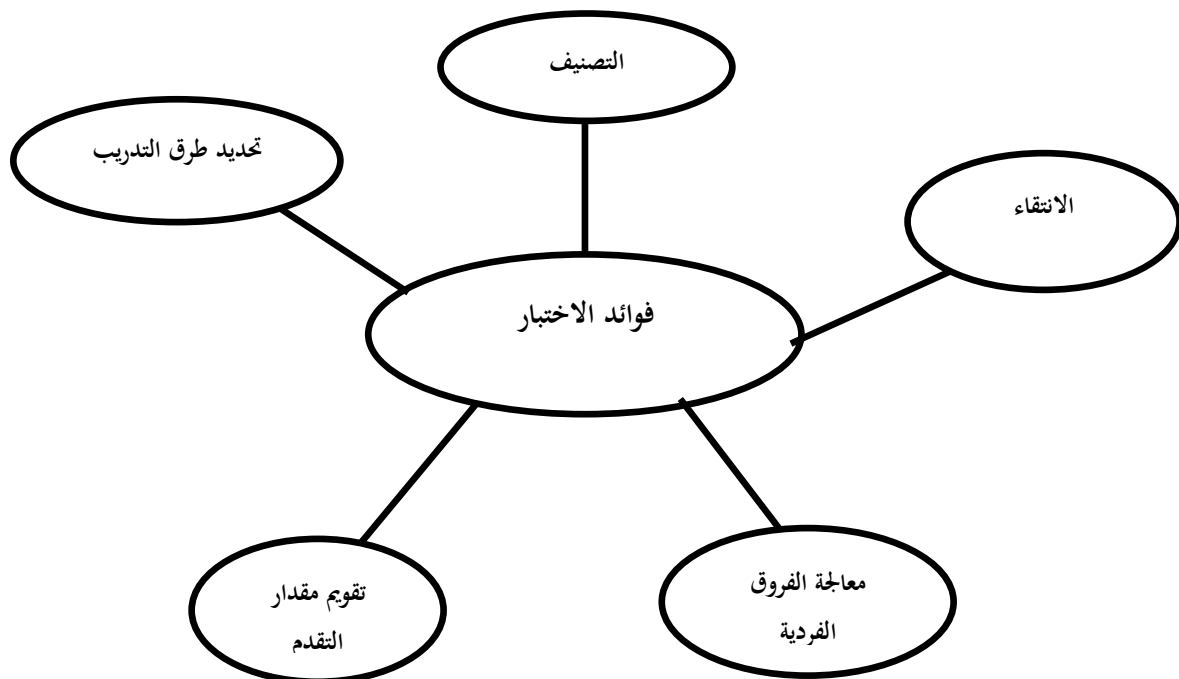 التصنيف
تحديد طرق التدريب
الانتقاء
فوائد الاختبار
معالجة الفروق
الفردية
تقويم مقدار
التقدم